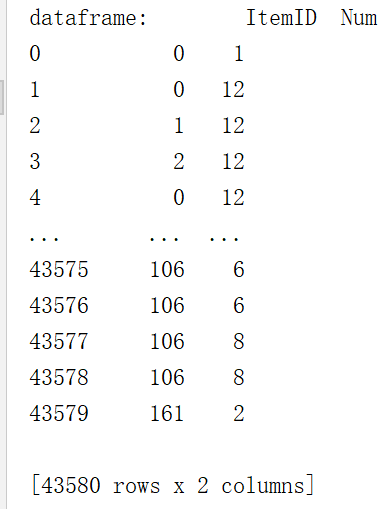 dataframe:        ItemID  Num
0           0    1
1           0   12
2           1   12
3           2   12
4           0   12
...       ...  ...
43575     106    6
43576     106    6
43577     106    8
43578     106    8
43579     161    2
[43580 rows x 2 columns]